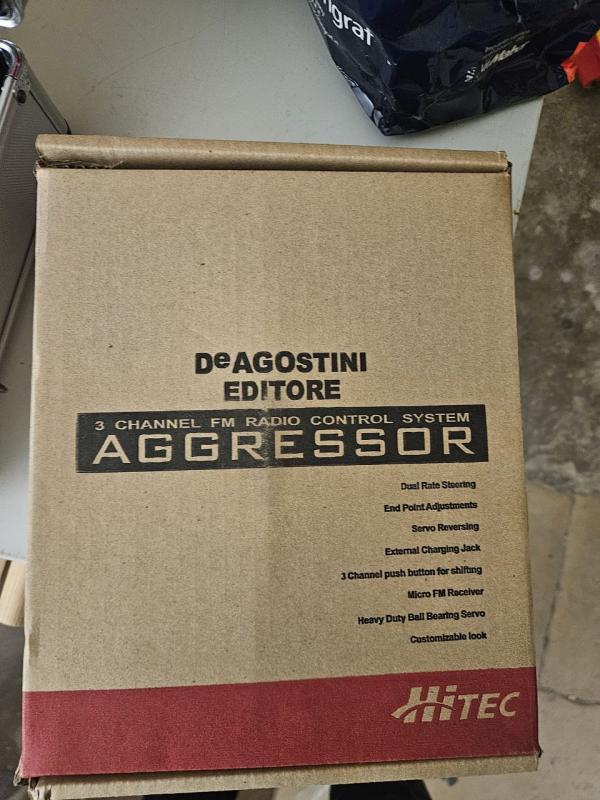 DeAGOSTINI
EDITORE
3 CHANNEL FM RADIO CONTROL SYSTEM
AGGRESSOR
Dual Rate Steering
End Point Adjustments
Servo Reversing
External Charging Jack
3 Channel push button for shifting
Micro FM Receiver
Heavy Duty Ball Bearing Servo
Customizable look
HiTEC